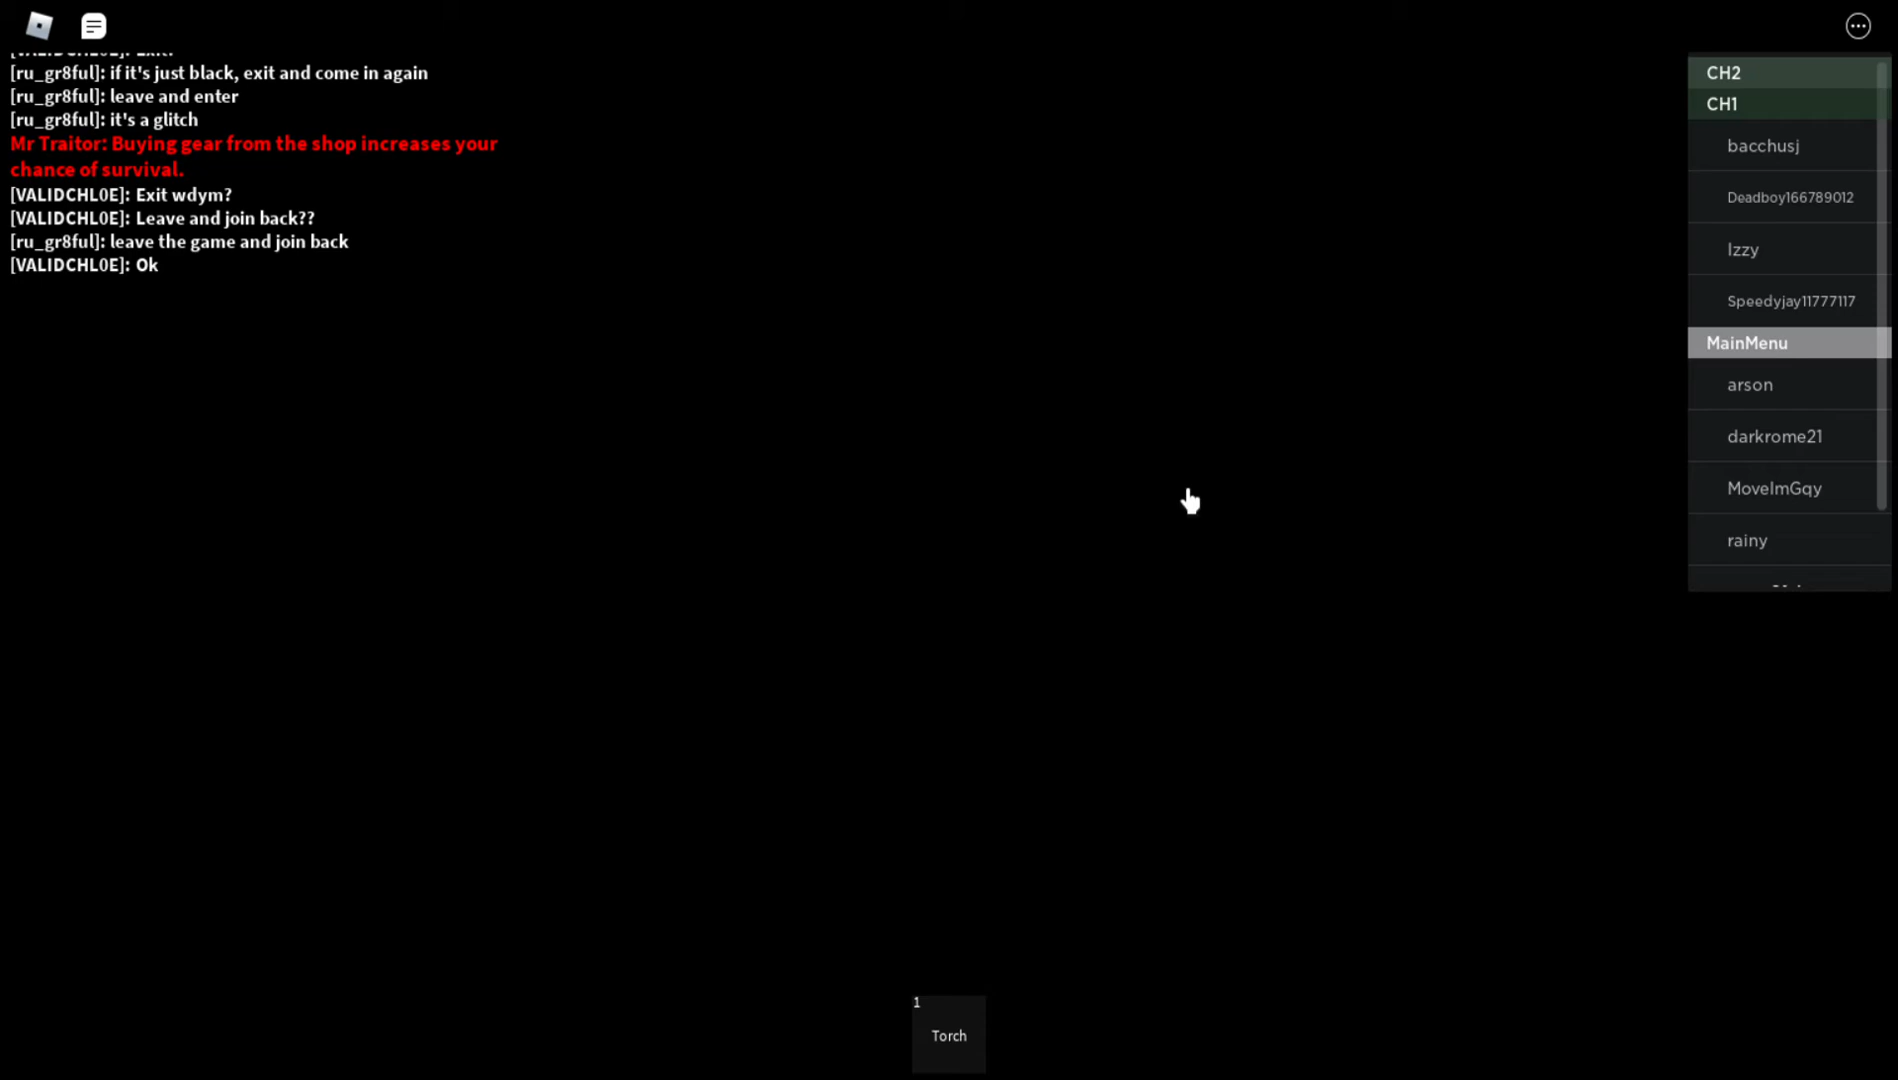 [ru_gr8ful]: if it's just black, exit and come in again
[ru_gr8ful]: leave and enter
[ru_gr8ful]: it's a glitch
Mr Traitor: Buying gear from the shop increases your
chance of survival.
[VALIDCHL0E]: Exit wdym?
[VALIDCHL0E]: Leave and join back??
[ru_gr8ful]: leave the game and join back
[VALIDCHL0E]: Ok
CH2
CH1
bacchusj
Deadboy166789012
Izzy
Speedyjay11777117
MainMenu
arson
darkrome21
MoveImGqy
rainy
1
Torch